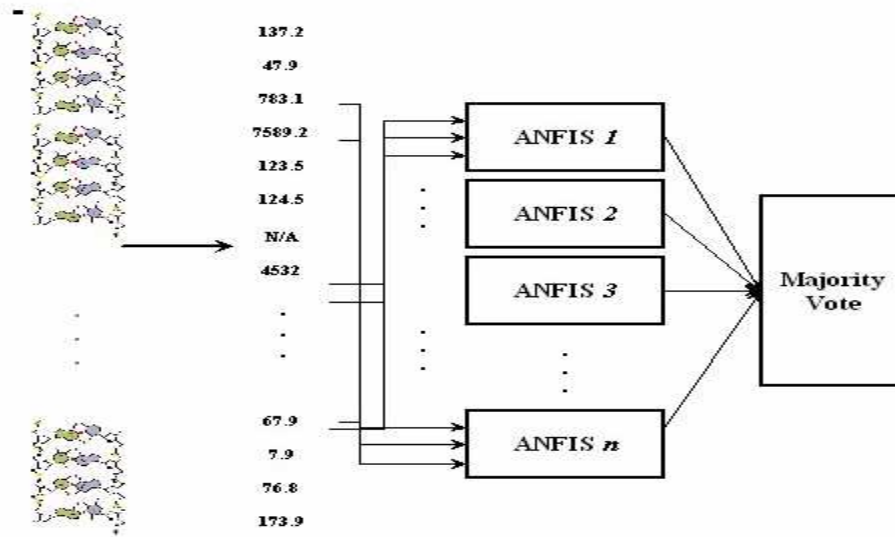 137.2
47.9
783.1
7589.2
123.5
124.5
N/A
4532
67.9
7.9
76.8
173.9
ANFIS 1
ANFIS 2
ANFIS 3
ANFIS n
Majority
Vote